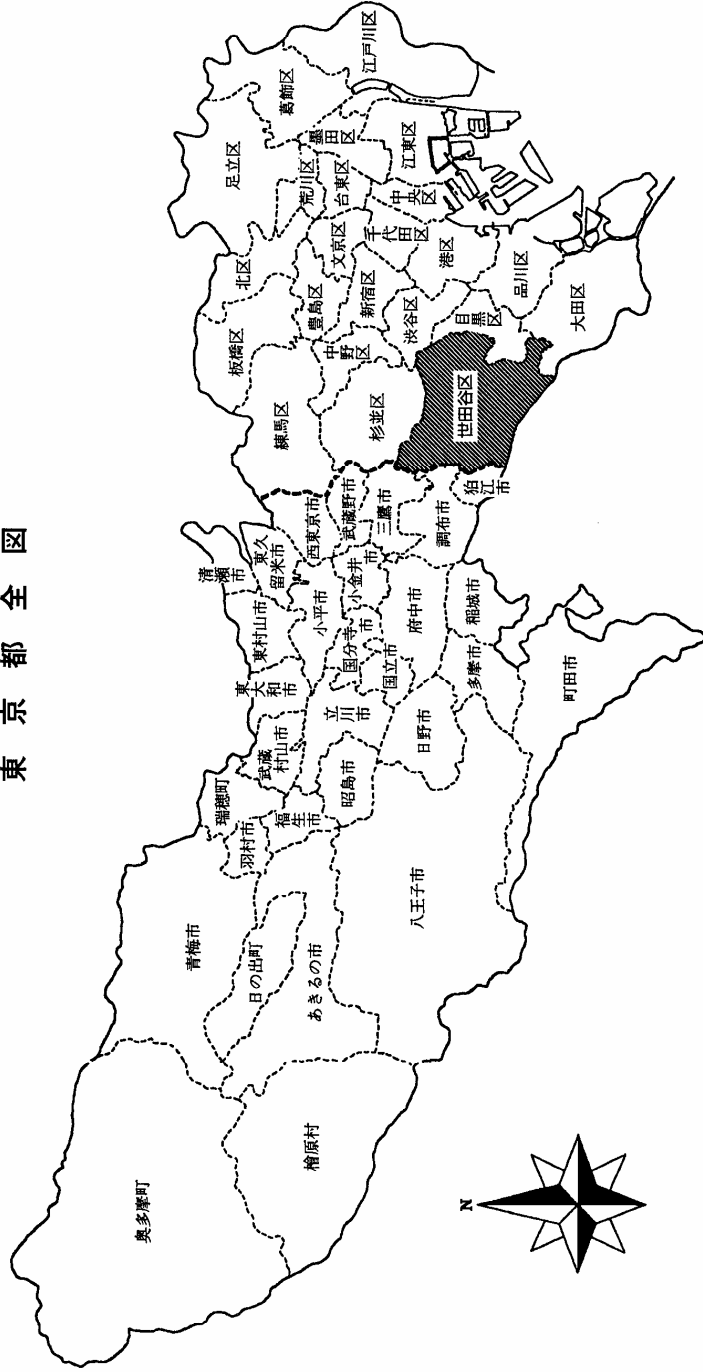 東京都全図
奥多摩町
檜原村
青梅市
日の出町
あきるの市
八王子市
瑞穂町
羽村市
福生市
昭島市
武蔵
村山市
東大和市
立川市
日野市
東村山市
小平市
国分寺市
国立市
府中市
多摩市
稲城市
町田市
清瀬市
東久
留米市
西東京市
小金井市
武蔵野市
三鷹市
調布市
狛江市
練馬区
杉並区
世田谷区
板橋区
北区
豊島区
中野区
新宿区
渋谷区
目黒区
文京区
千代田区
港区
品川区
大田区
足立区
荒川区
台東区
中央区
葛飾区
墨田区
江東区
江戸川区
N